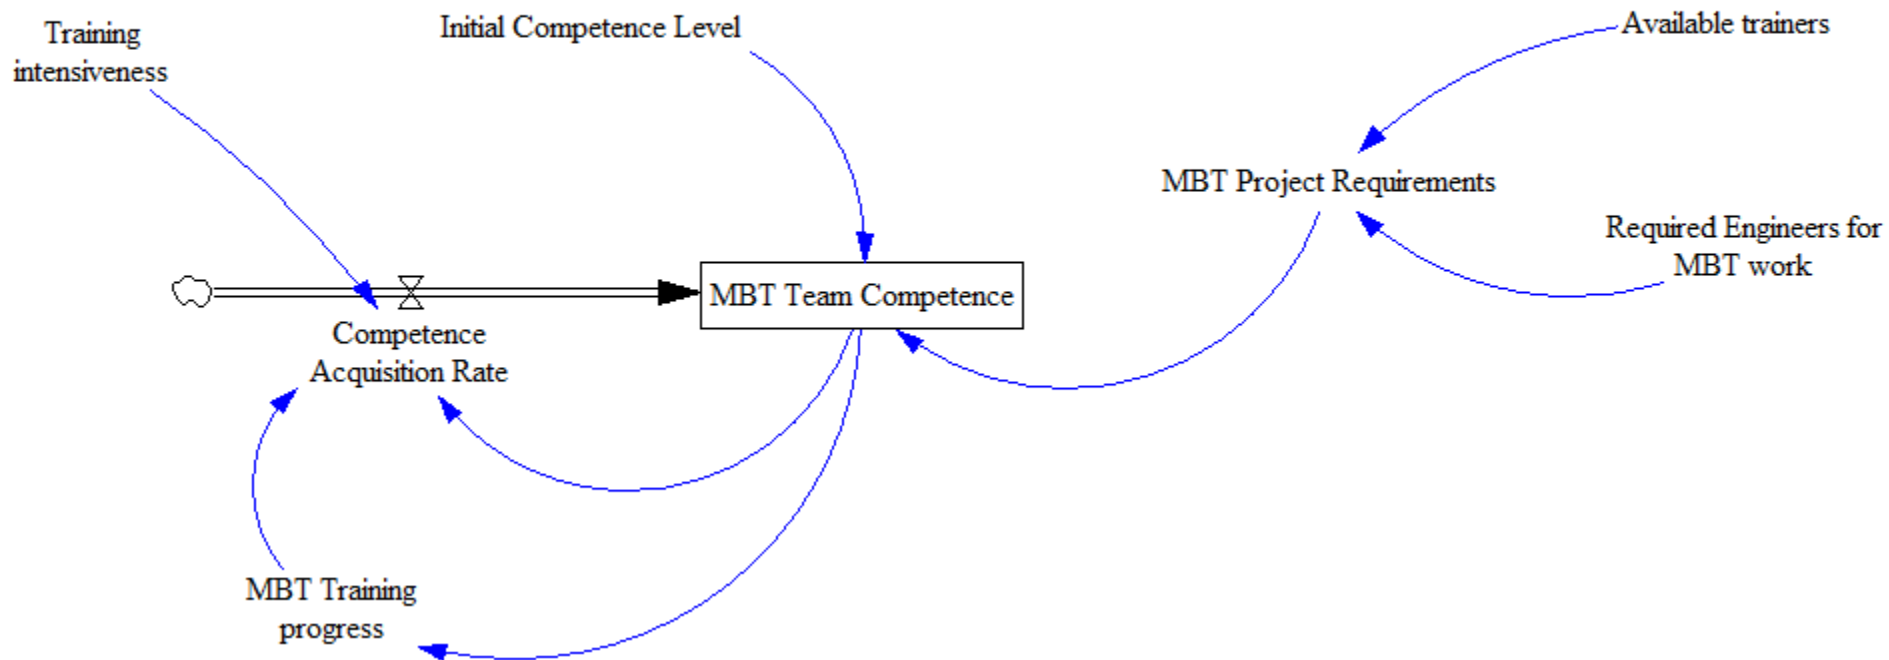 Training
intensiveness
Initial Competence Level
Available trainers
MBT Project Requirements
Required Engineers for
MBT work
MBT Team Competence
Competence
Acquisition Rate
MBT Training
progress